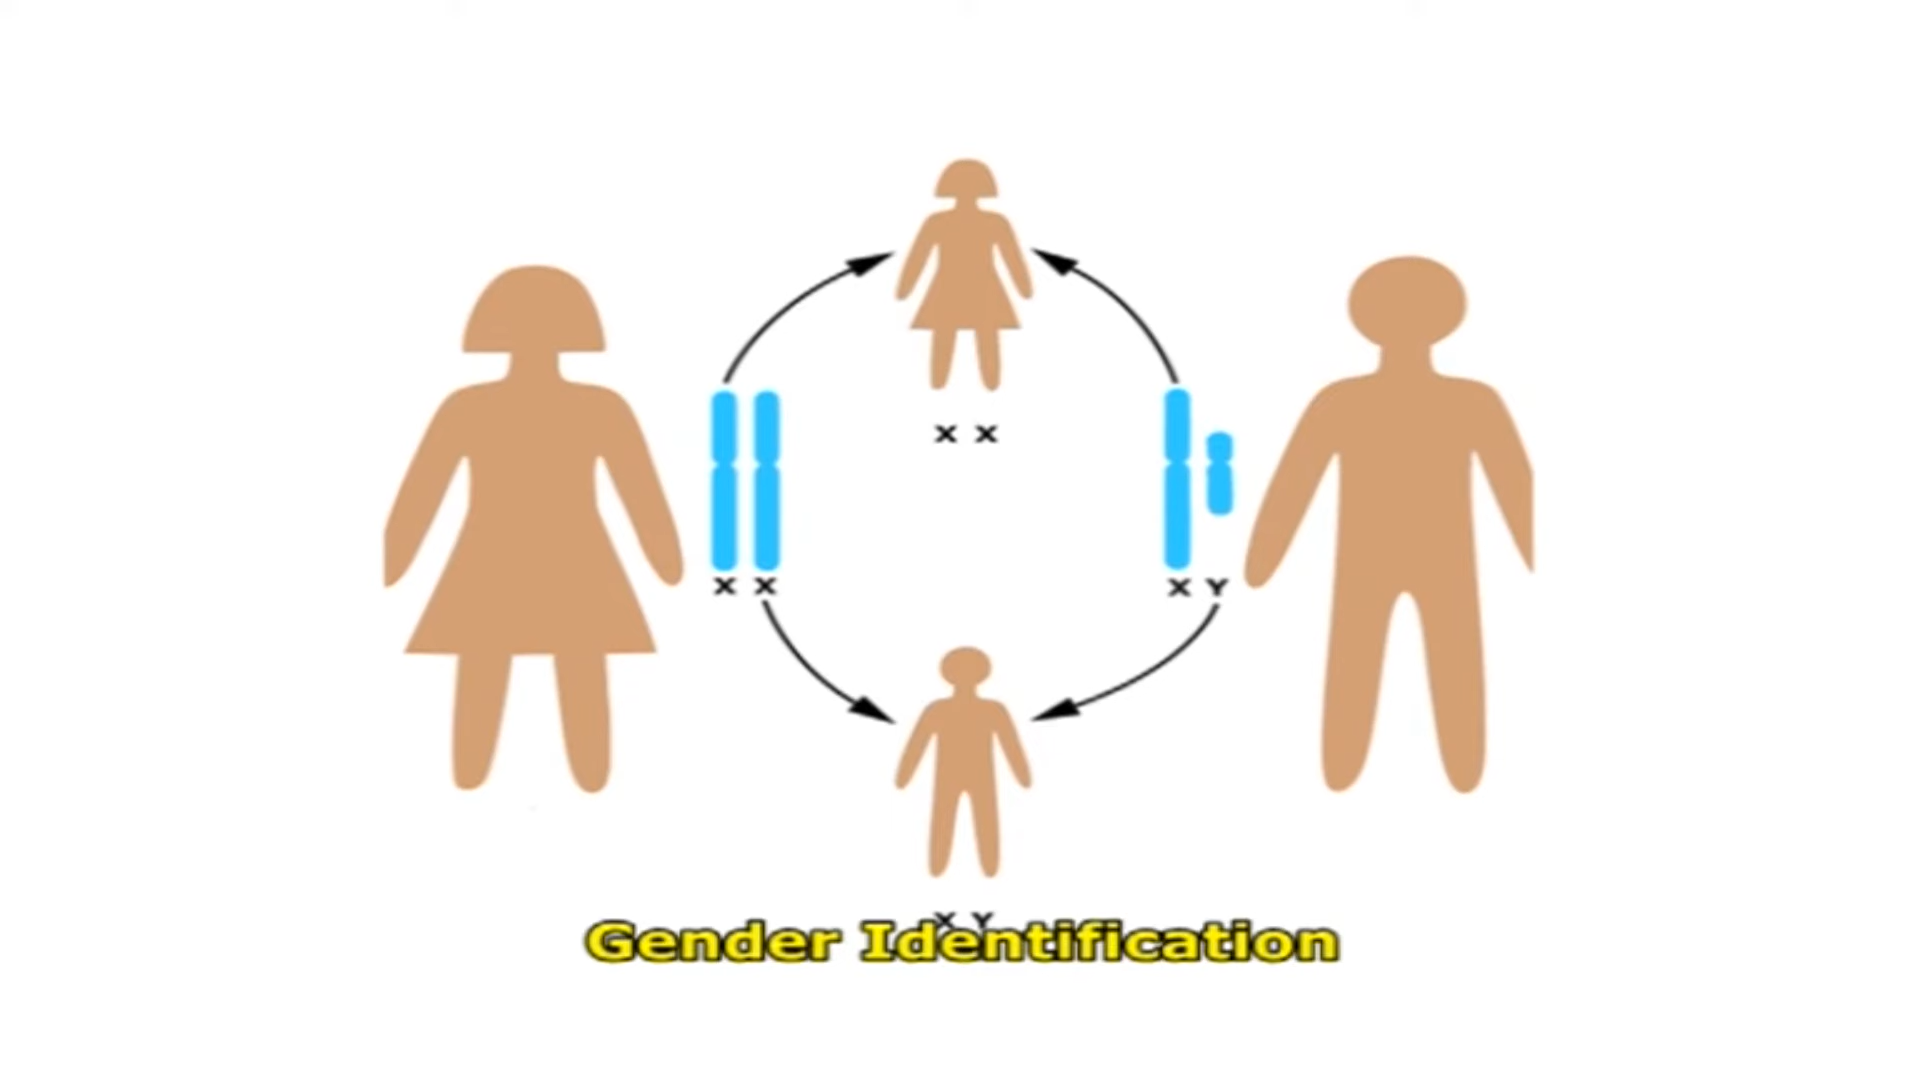 X X
X X
X Y
X Y
Gender Identification